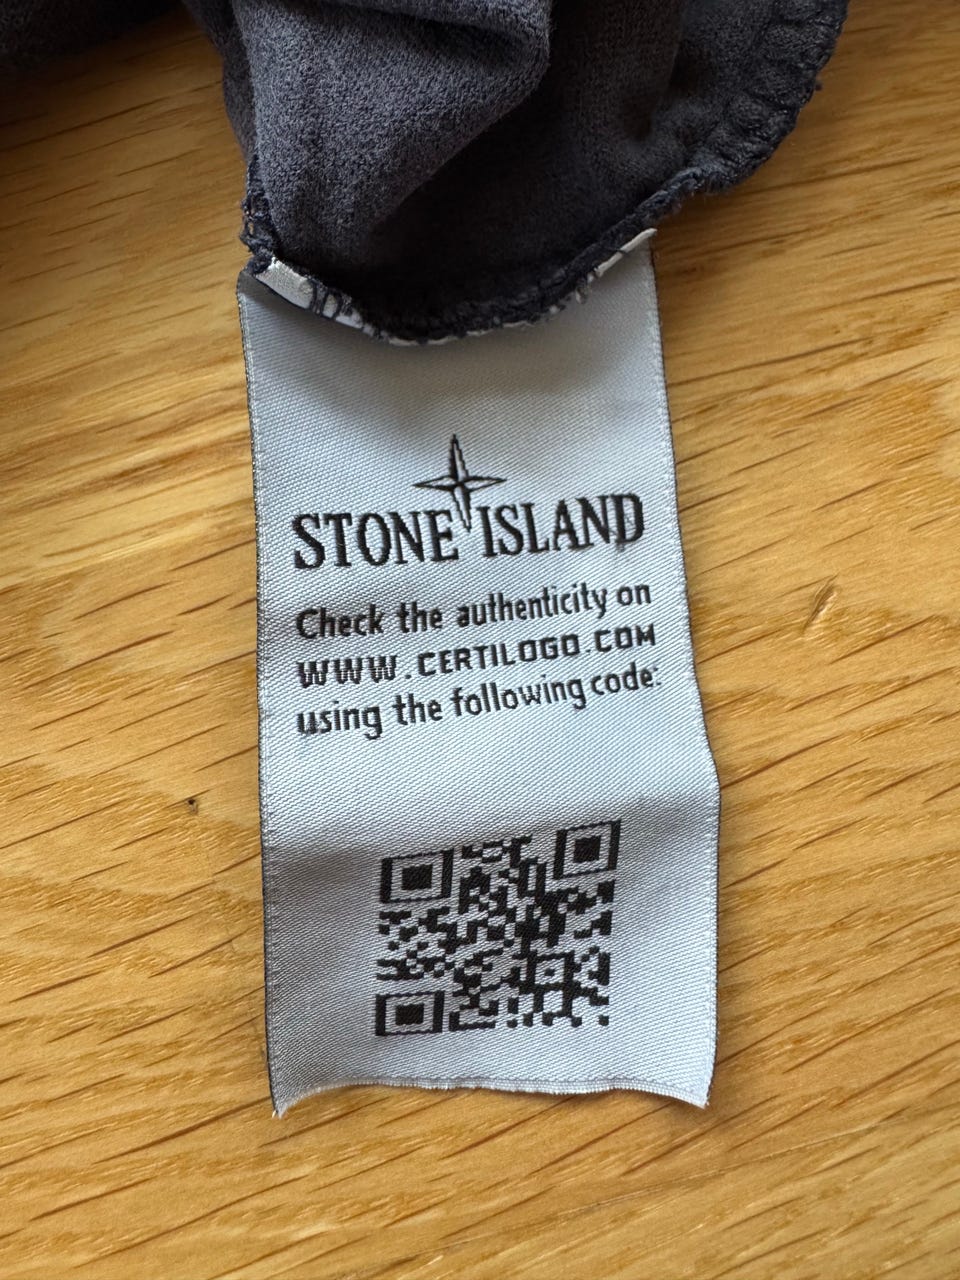 STONE ISLAND
Check the authenticity on
WWW.CERTILOGO.COM
using the following code: